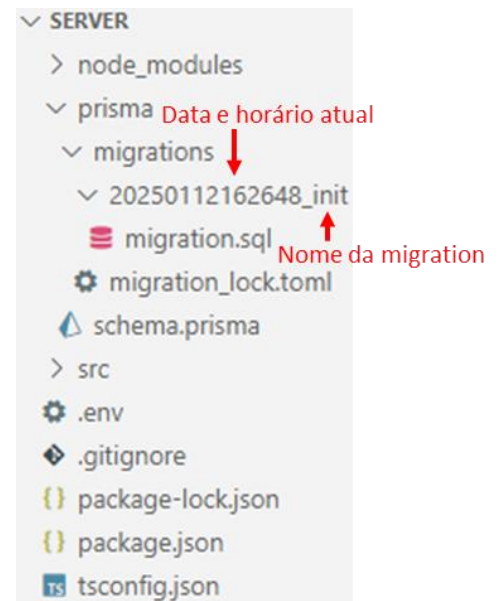 SERVER
node_modules
prisma
Data e horário atual
migrations
20250112162648_init
migration.sql
Nome da migration
migration_lock.toml
schema.prisma
src
.env
.gitignore
{} package-lock.json
{} package.json
TS tsconfig.json